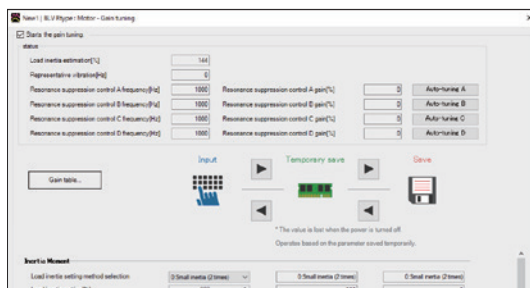 New1 | BLV Rtype : Motor - Gain tuning
Starts the gain tuning.
status
Load inertia estimation[%] 144
Representative vibration[Hz] 0
Resonance suppression control A frequency[Hz] 1000 Resonance suppression control A gain[%] 0 Auto-tuning A
Resonance suppression control B frequency[Hz] 1000 Resonance suppression control B gain[%] 0 Auto-tuning B
Resonance suppression control C frequency[Hz] 1000 Resonance suppression control C gain[%] 0 Auto-tuning C
Resonance suppression control D frequency[Hz] 1000 Resonance suppression control D gain[%] 0 Auto-tuning D
Input Temporary save Save
Gain table...
* The value is lost when the power is turned off.
Operates based on the parameter saved temporarily.
Inertia Moment
Load inertia setting method selection 0:Small inertia (2 times) 0:Small inertia (2 times) 0:Small inertia (2 times)